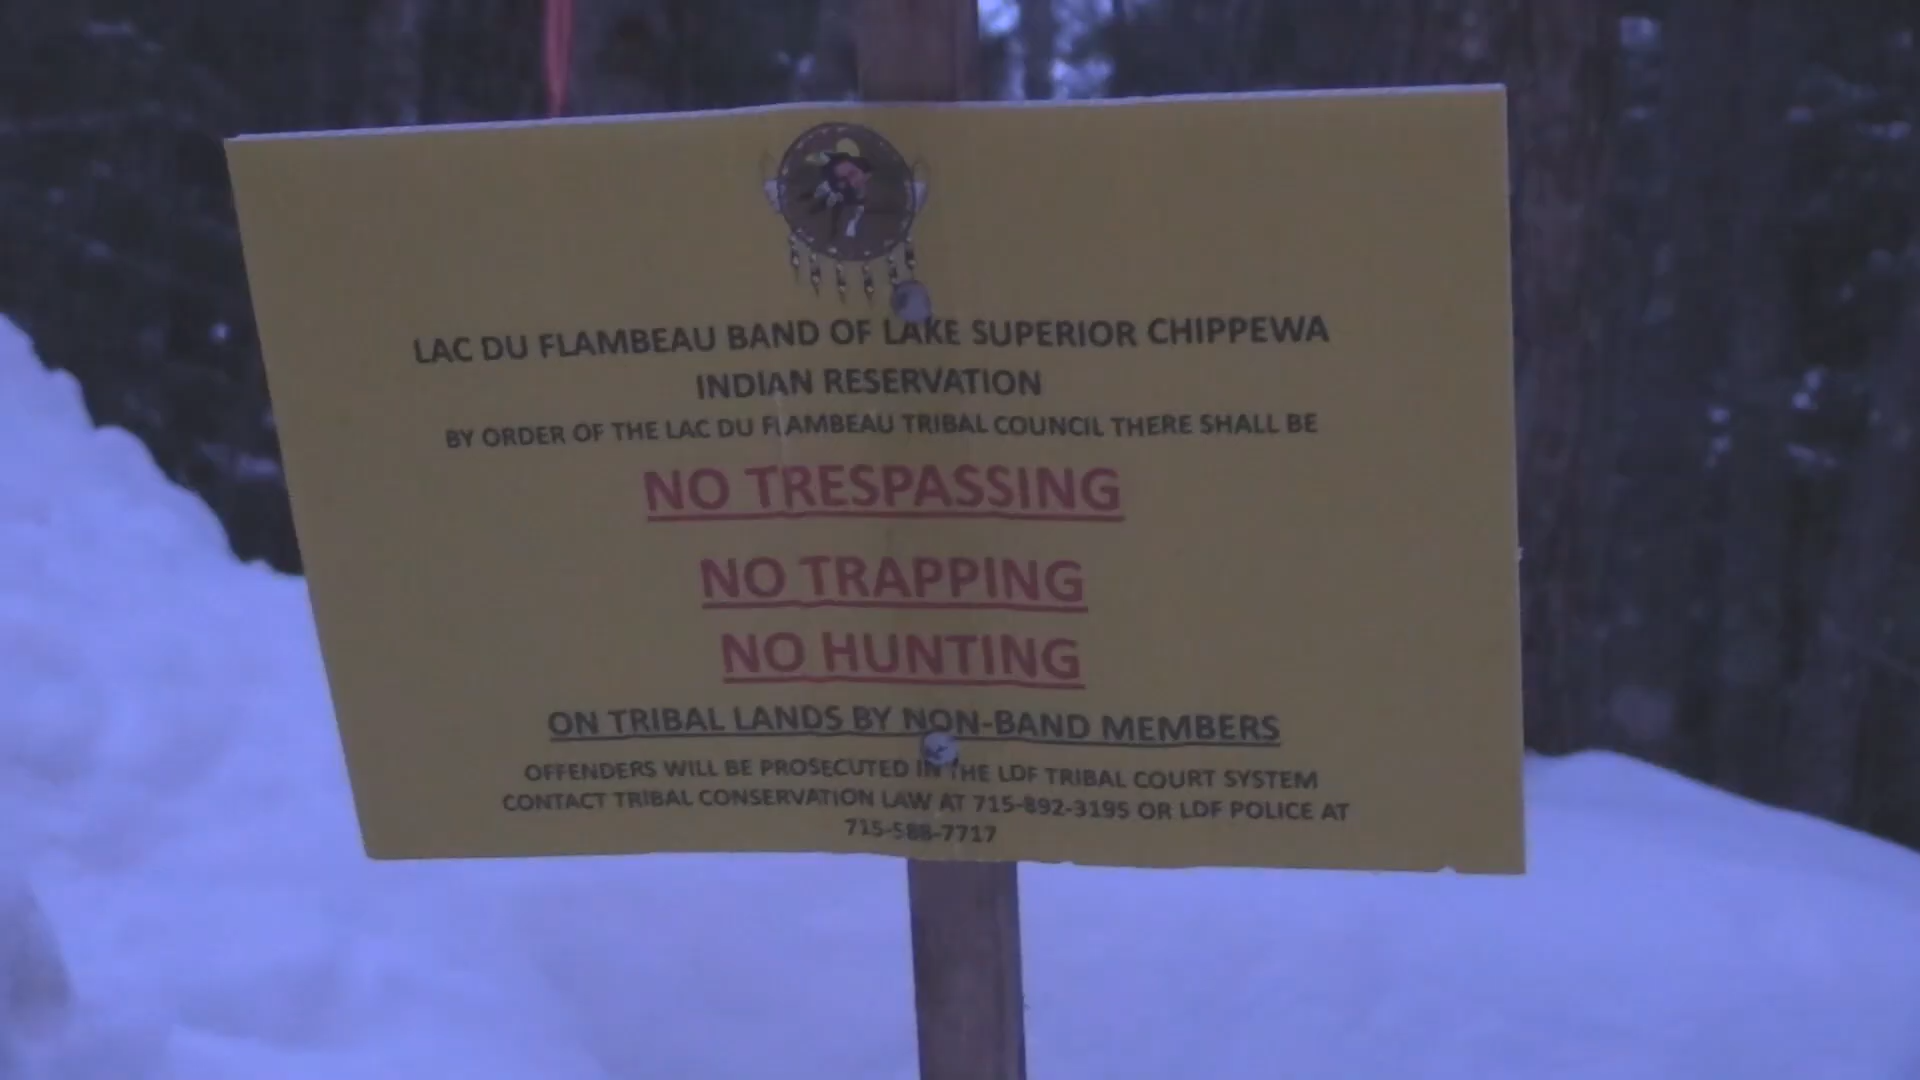 LAC DU FLAMBEAU BAND OF LAKE SUPERIOR CHIPPEWA
INDIAN RESERVATION
BY ORDER OF THE LAC DU FLAMBEAU TRIBAL COUNCIL THERE SHALL BE
NO TRESPASSING
NO TRAPPING
NO HUNTING
ON TRIBAL LANDS BY NON-BAND MEMBERS
OFFENDERS WILL BE PROSECUTED IN THE LDF TRIBAL COURT SYSTEM
CONTACT TRIBAL CONSERVATION LAW AT 715-892-3195 OR LDF POLICE AT
715-588-7717